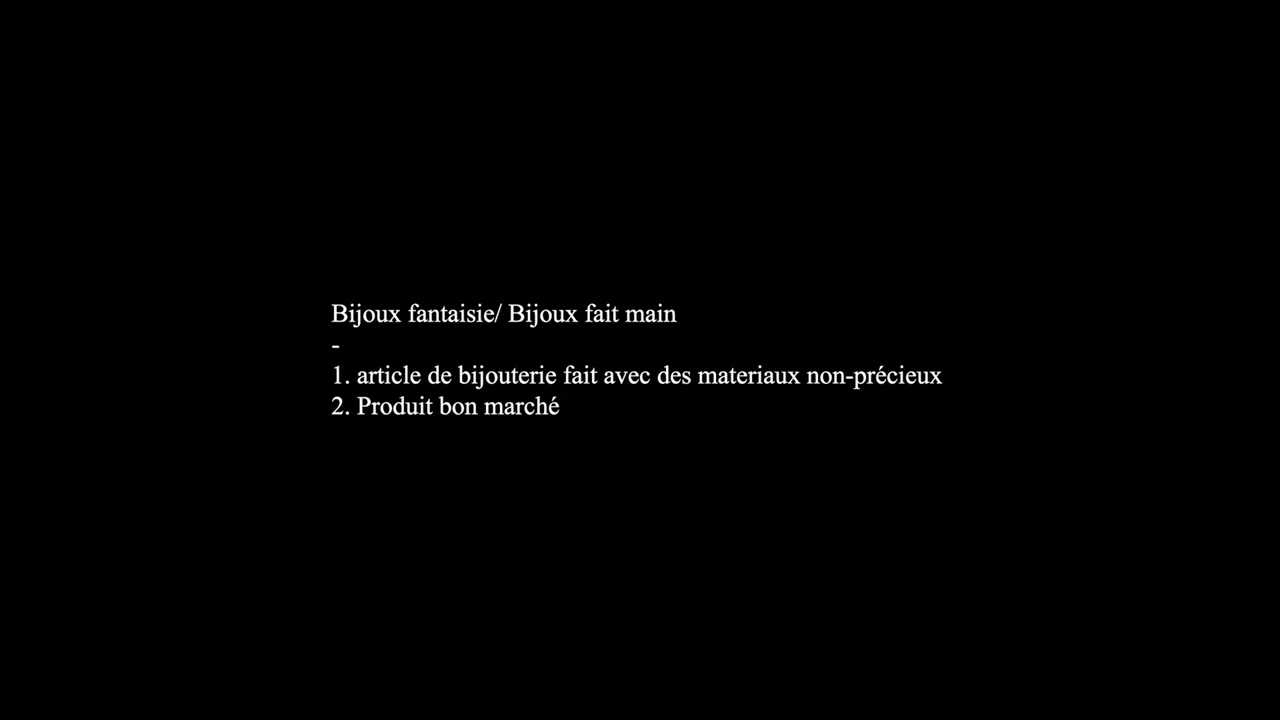 Bijoux fantaisie/ Bijoux fait main
-
1. article de bijouterie fait avec des materiaux non-précieux
2. Produit bon marché